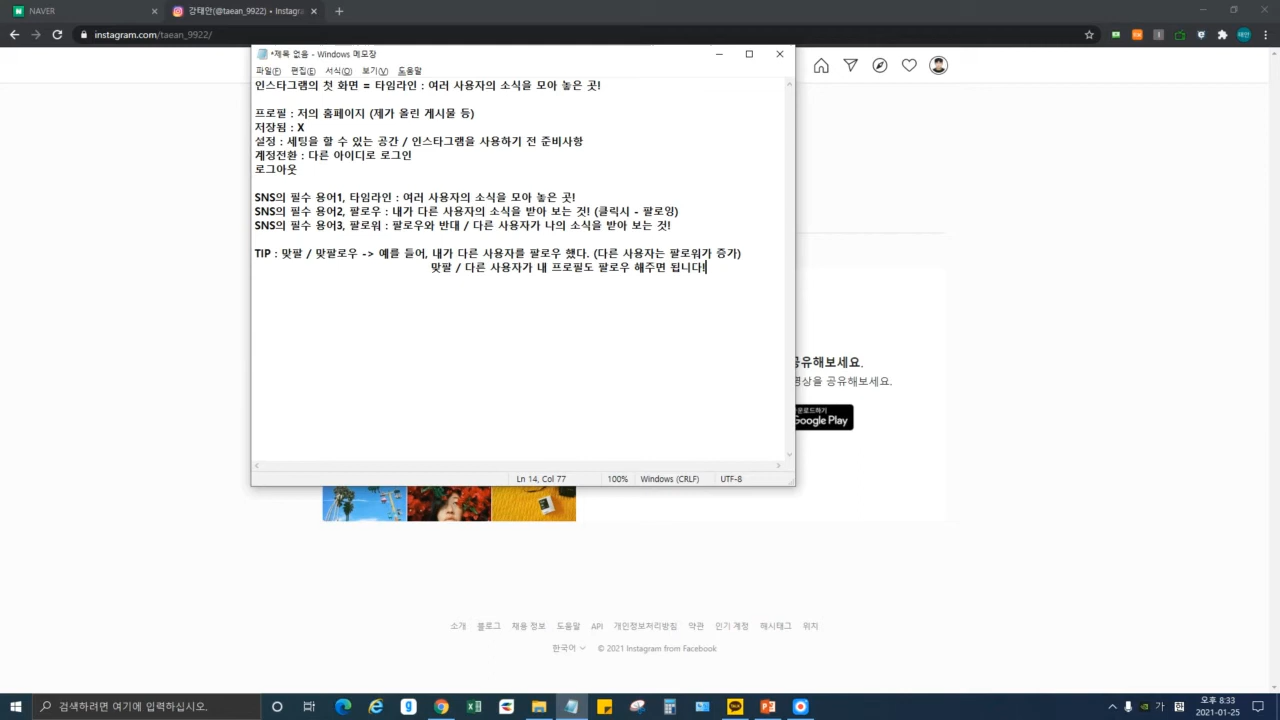 NAVER
강태안(@taean_9922) • Instagra
instagram.com/taean_9922/
태안
*제목 없음 - Windows 메모장
파일(F) 편집(E) 서식(O) 보기(V) 도움말
인스타그램의 첫 화면 = 타임라인 : 여러 사용자의 소식을 모아 놓은 곳!
프로필 : 저의 홈페이지 (제가 올린 게시물 등)
저장됨 : X
설정 : 세팅을 할 수 있는 공간 / 인스타그램을 사용하기 전 준비사항
계정전환 : 다른 아이디로 로그인
로그아웃
SNS의 필수 용어1, 타임라인 : 여러 사용자의 소식을 모아 놓은 곳!
SNS의 필수 용어2, 팔로우 : 내가 다른 사용자의 소식을 받아 보는 것! (클릭시 - 팔로잉)
SNS의 필수 용어3, 팔로워 : 팔로우와 반대 / 다른 사용자가 나의 소식을 받아 보는 것!
TIP : 맞팔 / 맞팔로우 -> 예를 들어, 내가 다른 사용자를 팔로우 했다. (다른 사용자는 팔로워가 증가)
맞팔 / 다른 사용자가 내 프로필도 팔로우 해주면 됩니다!
공유해보세요.
영상을 공유해보세요.
다운로드하기
Google Play
Ln 14, Col 77 100% Windows (CRLF) UTF-8
소개 블로그 채용 정보 도움말 API 개인정보처리방침 약관 인기 계정 해시태그 위치
한국어 © 2021 Instagram from Facebook
검색하려면 여기에 입력하십시오.
가
오후 8:33
2021-01-25